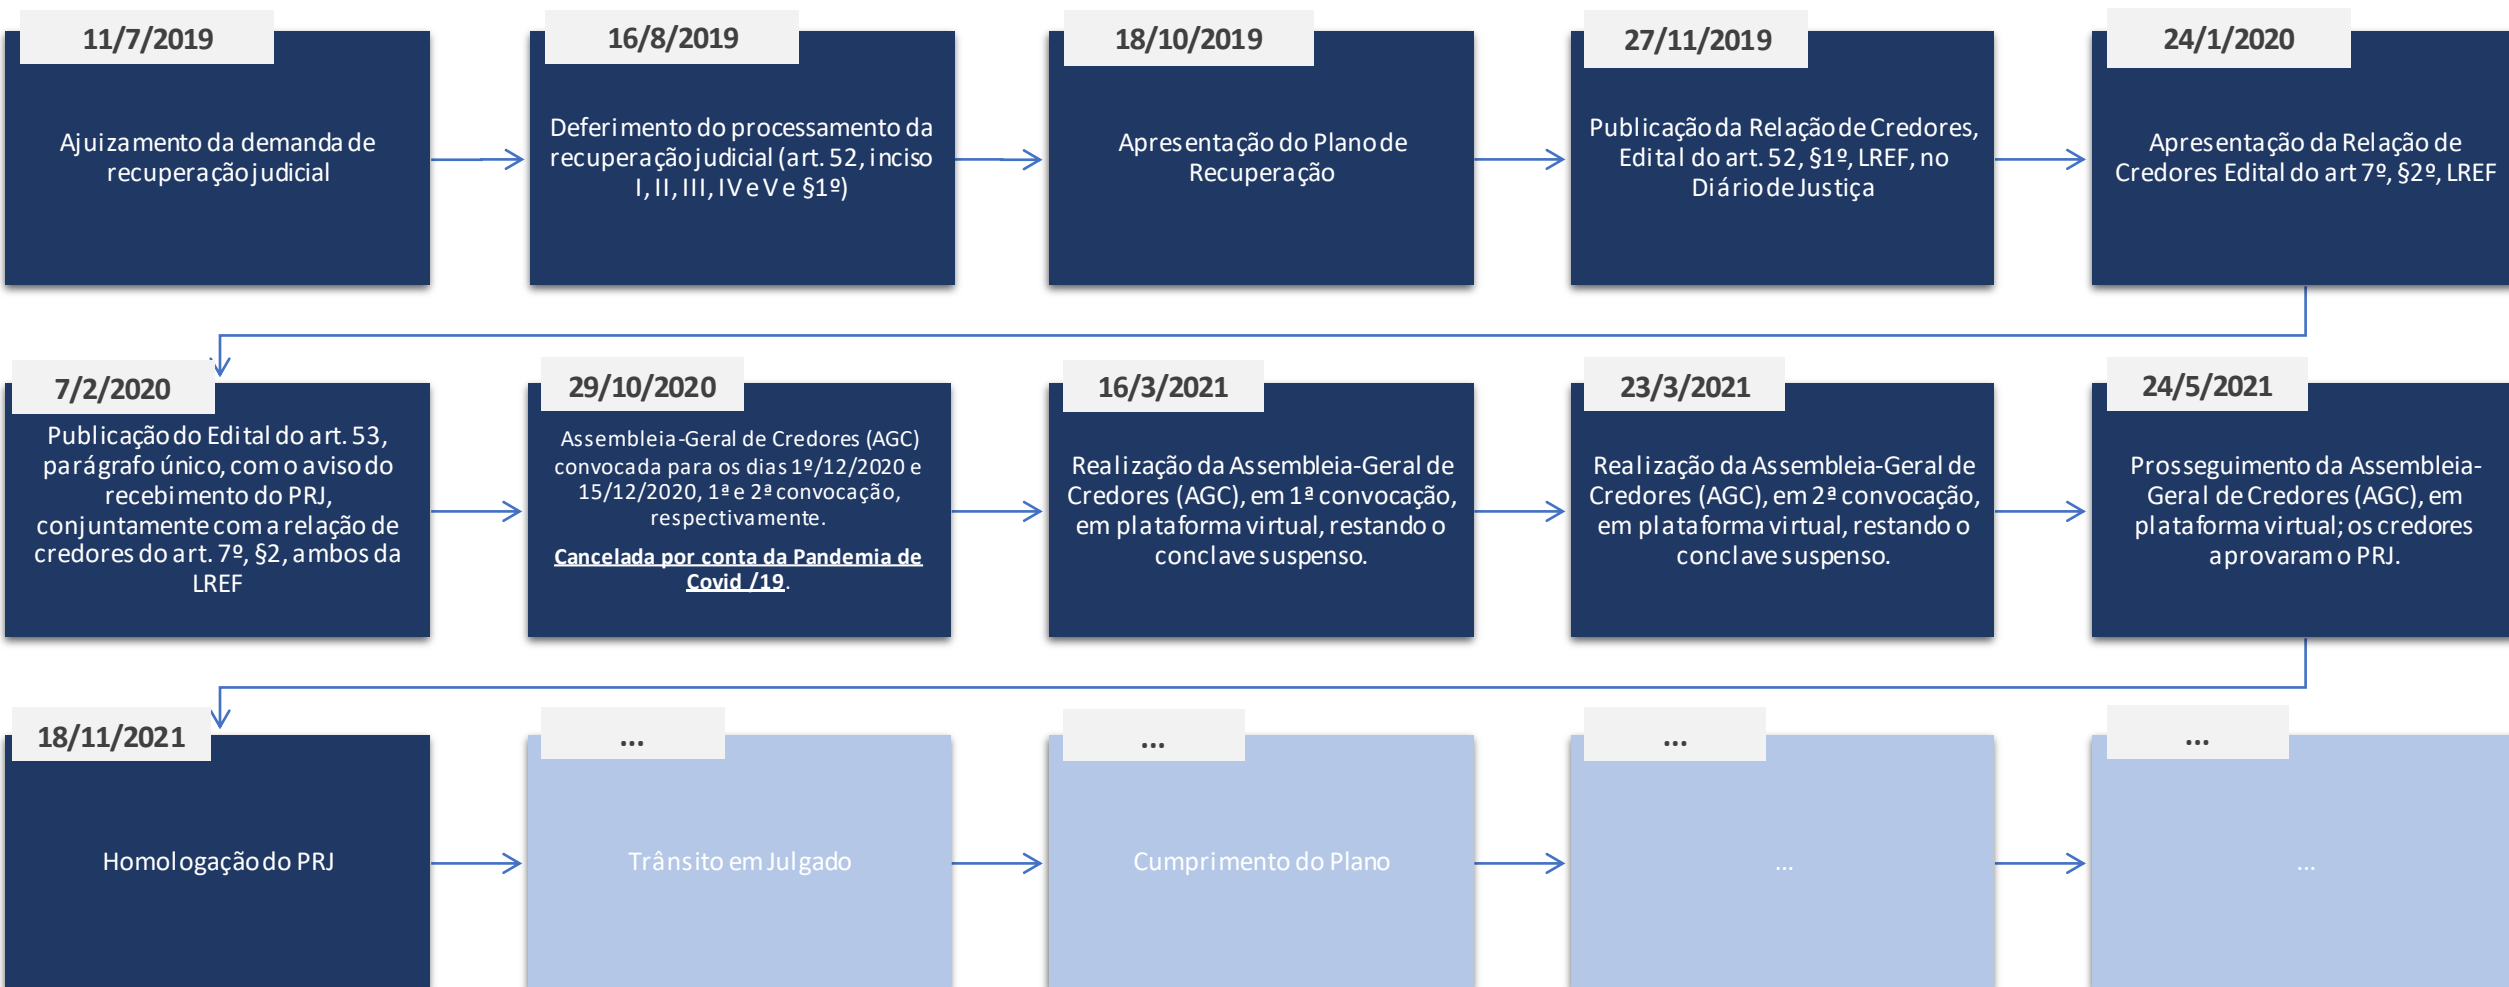 11/7/2019
Ajuizamento da demanda de
recuperação judicial
16/8/2019
Deferimento do processamento da
recuperação judicial (art. 52, inciso
I, II, III, IV e V e §1º)
18/10/2019
Apresentação do Plano de
Recuperação
27/11/2019
Publicação da Relação de Credores,
Edital do art. 52, §1º, LREF, no
Diário de Justiça
24/1/2020
Apresentação da Relação de
Credores Edital do art 7º, §2º, LREF
7/2/2020
Publicação do Edital do art. 53,
parágrafo único, com o aviso do
recebimento do PRJ,
conjuntamente com a relação de
credores do art. 7º, §2, ambos da
LREF
29/10/2020
Assembleia-Geral de Credores (AGC)
convocada para os dias 1º/12/2020 e
15/12/2020, 1ª e 2ª convocação,
respectivamente.
Cancelada por conta da Pandemia de
Covid /19.
16/3/2021
Realização da Assembleia-Geral de
Credores (AGC), em 1ª convocação,
em plataforma virtual, restando o
conclave suspenso.
23/3/2021
Realização da Assembleia-Geral de
Credores (AGC), em 2ª convocação,
em plataforma virtual, restando o
conclave suspenso.
24/5/2021
Prosseguimento da Assembleia-
Geral de Credores (AGC), em
plataforma virtual; os credores
aprovaram o PRJ.
18/11/2021
Homologação do PRJ
...
Trânsito em Julgado
...
Cumprimento do Plano
...
...
...
...